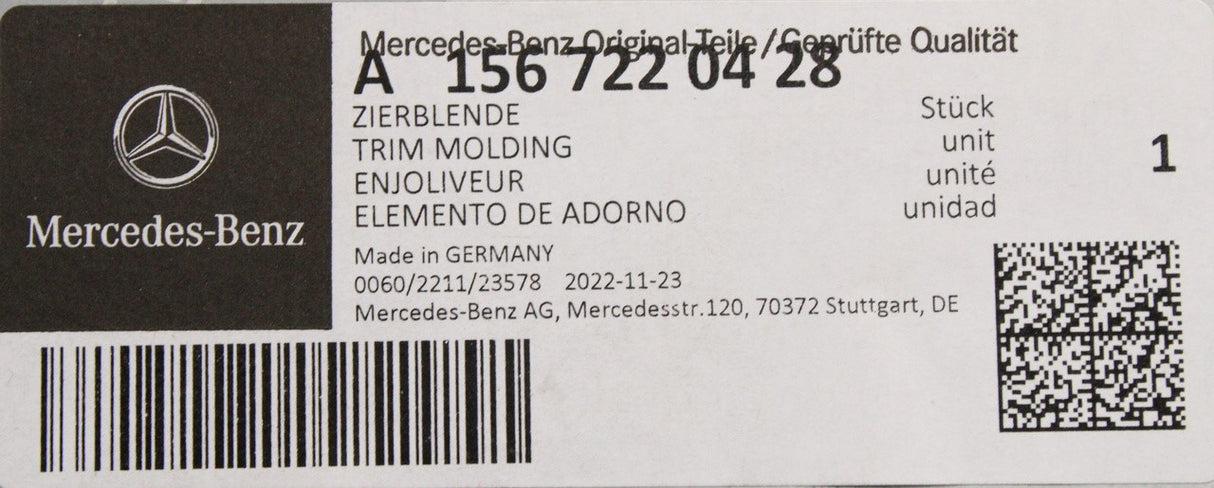 Mercedes-Benz
Mercedes-Benz Original-Teile / Geprüfte Qualität
A 156 722 04 28
ZIERBLENDE Stück
TRIM MOLDING unit
ENJOLIVEUR unité
ELEMENTO DE ADORNO unidad
1
Made in GERMANY
0060/2211/23578 2022-11-23
Mercedes-Benz AG, Mercedesstr.120, 70372 Stuttgart, DE